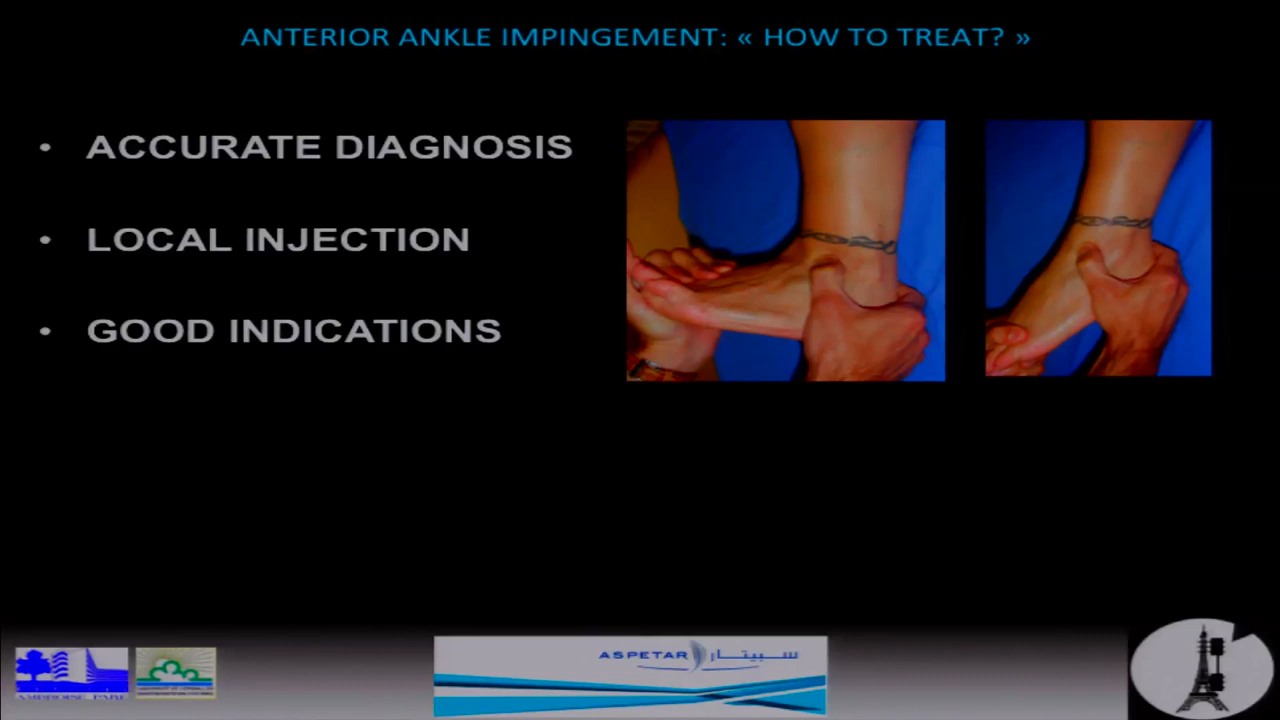 ANTERIOR ANKLE IMPINGEMENT: « HOW TO TREAT? »
• ACCURATE DIAGNOSIS
• LOCAL INJECTION
• GOOD INDICATIONS
ASPETAR سبيتار